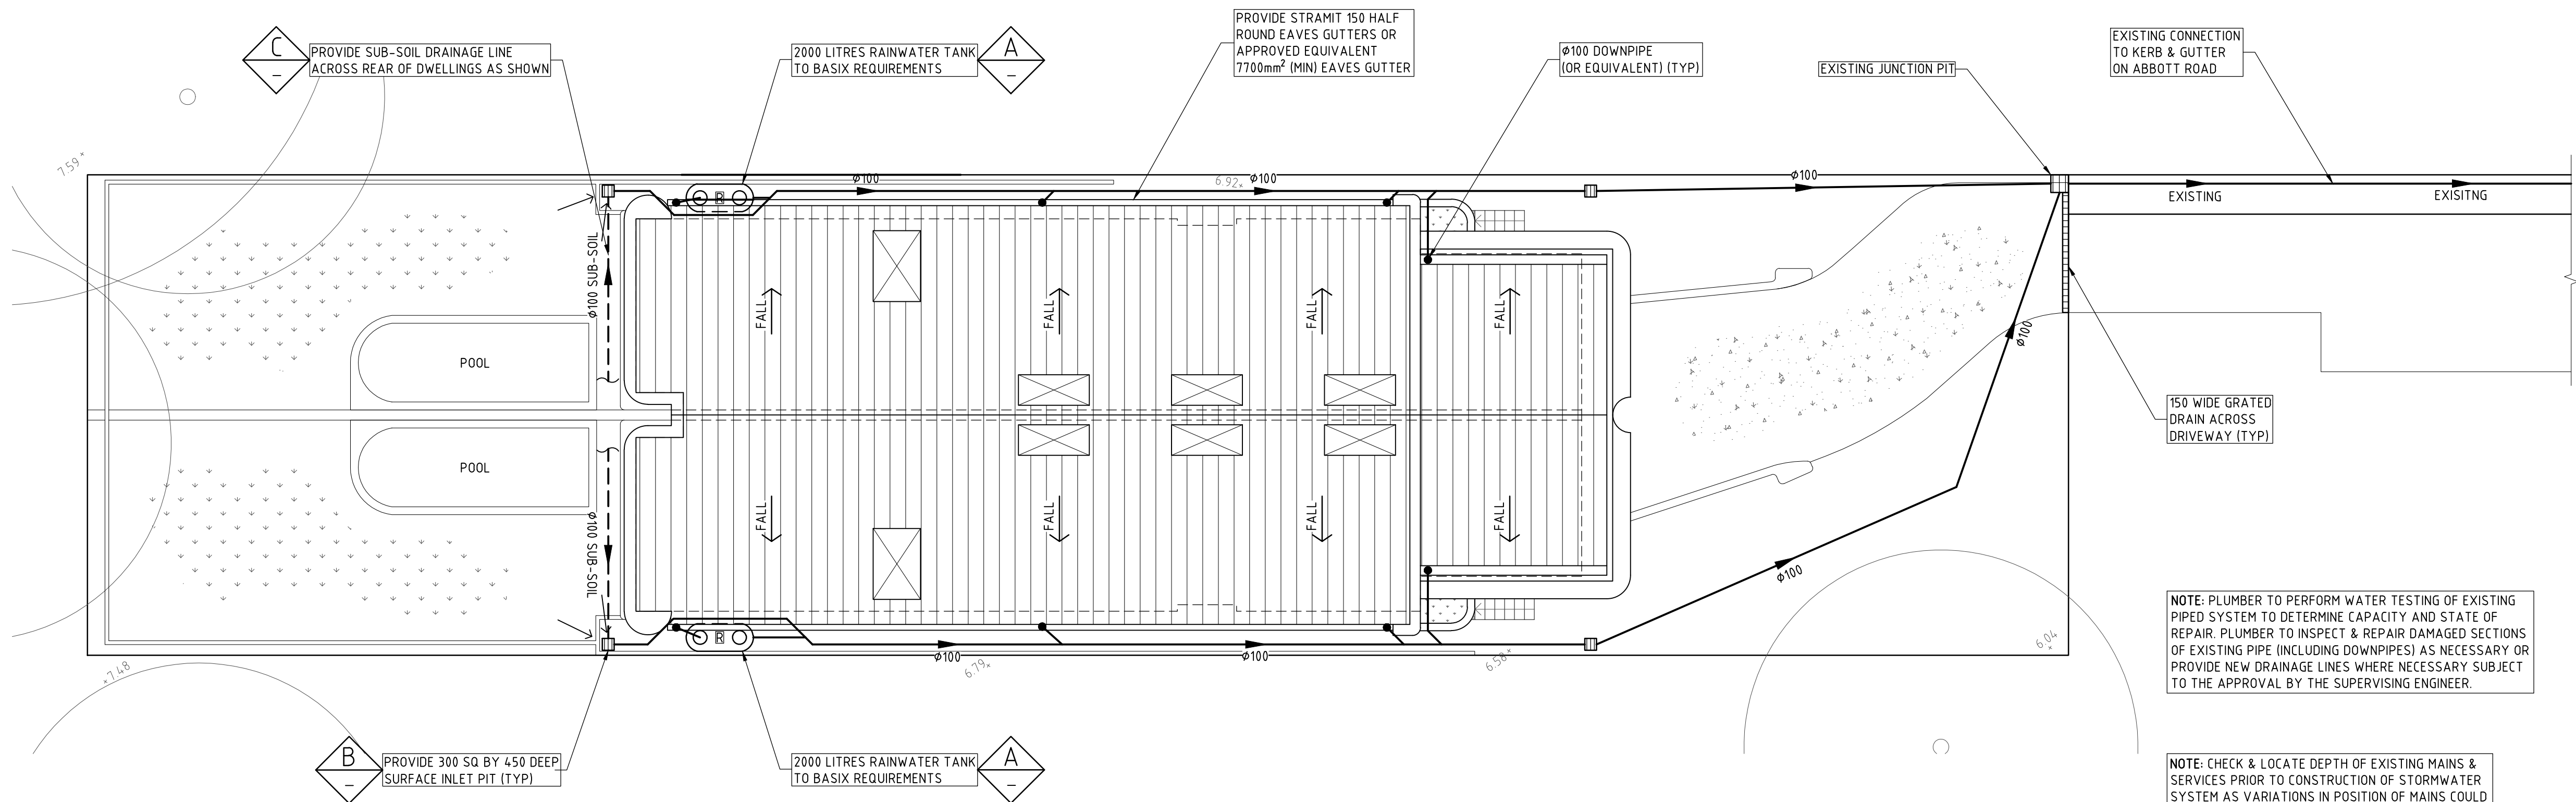 C
–
PROVIDE SUB-SOIL DRAINAGE LINE
ACROSS REAR OF DWELLINGS AS SHOWN
2000 LITRES RAINWATER TANK
TO BASIX REQUIREMENTS
A
–
PROVIDE STRAMIT 150 HALF
ROUND EAVES GUTTERS OR
APPROVED EQUIVALENT
7700mm² (MIN) EAVES GUTTER
Ø100 DOWNPIPE
(OR EQUIVALENT) (TYP)
EXISTING JUNCTION PIT
EXISTING CONNECTION
TO KERB & GUTTER
ON ABBOTT ROAD
7.59
Ø100
6.92
Ø100
Ø100
R
EXISTING
EXISITNG
Ø100 SUB-SOIL
FALL
FALL
FALL
FALL
Ø100
POOL
POOL
150 WIDE GRATED
DRAIN ACROSS
DRIVEWAY (TYP)
FALL
FALL
FALL
FALL
Ø100 SUB-SOIL
Ø100
R
Ø100
Ø100
7.48
6.79
6.58
6.04
NOTE: PLUMBER TO PERFORM WATER TESTING OF EXISTING
PIPED SYSTEM TO DETERMINE CAPACITY AND STATE OF
REPAIR. PLUMBER TO INSPECT & REPAIR DAMAGED SECTIONS
OF EXISTING PIPE (INCLUDING DOWNPIPES) AS NECESSARY OR
PROVIDE NEW DRAINAGE LINES WHERE NECESSARY SUBJECT
TO THE APPROVAL BY THE SUPERVISING ENGINEER.
B
–
PROVIDE 300 SQ BY 450 DEEP
SURFACE INLET PIT (TYP)
2000 LITRES RAINWATER TANK
TO BASIX REQUIREMENTS
A
–
NOTE: CHECK & LOCATE DEPTH OF EXISTING MAINS &
SERVICES PRIOR TO CONSTRUCTION OF STORMWATER
SYSTEM AS VARIATIONS IN POSITION OF MAINS COULD